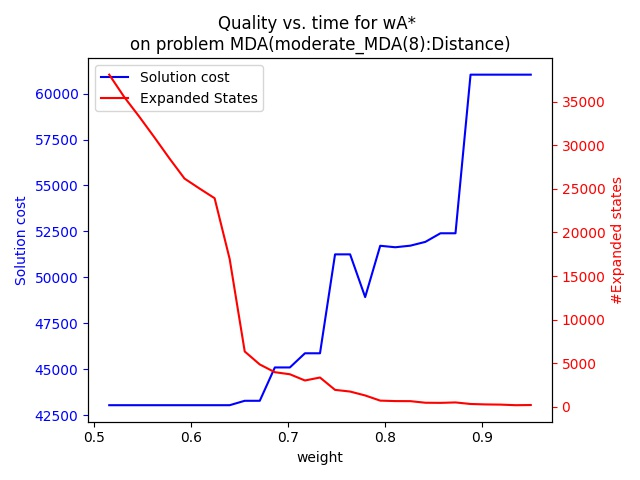 Quality vs. time for wA*
on problem MDA(moderate_MDA(8):Distance)
Solution cost
Expanded States
60000
57500
55000
52500
50000
47500
45000
42500
Solution cost
35000
30000
25000
20000
15000
10000
5000
0
#Expanded states
0.5 0.6 0.7 0.8 0.9
weight